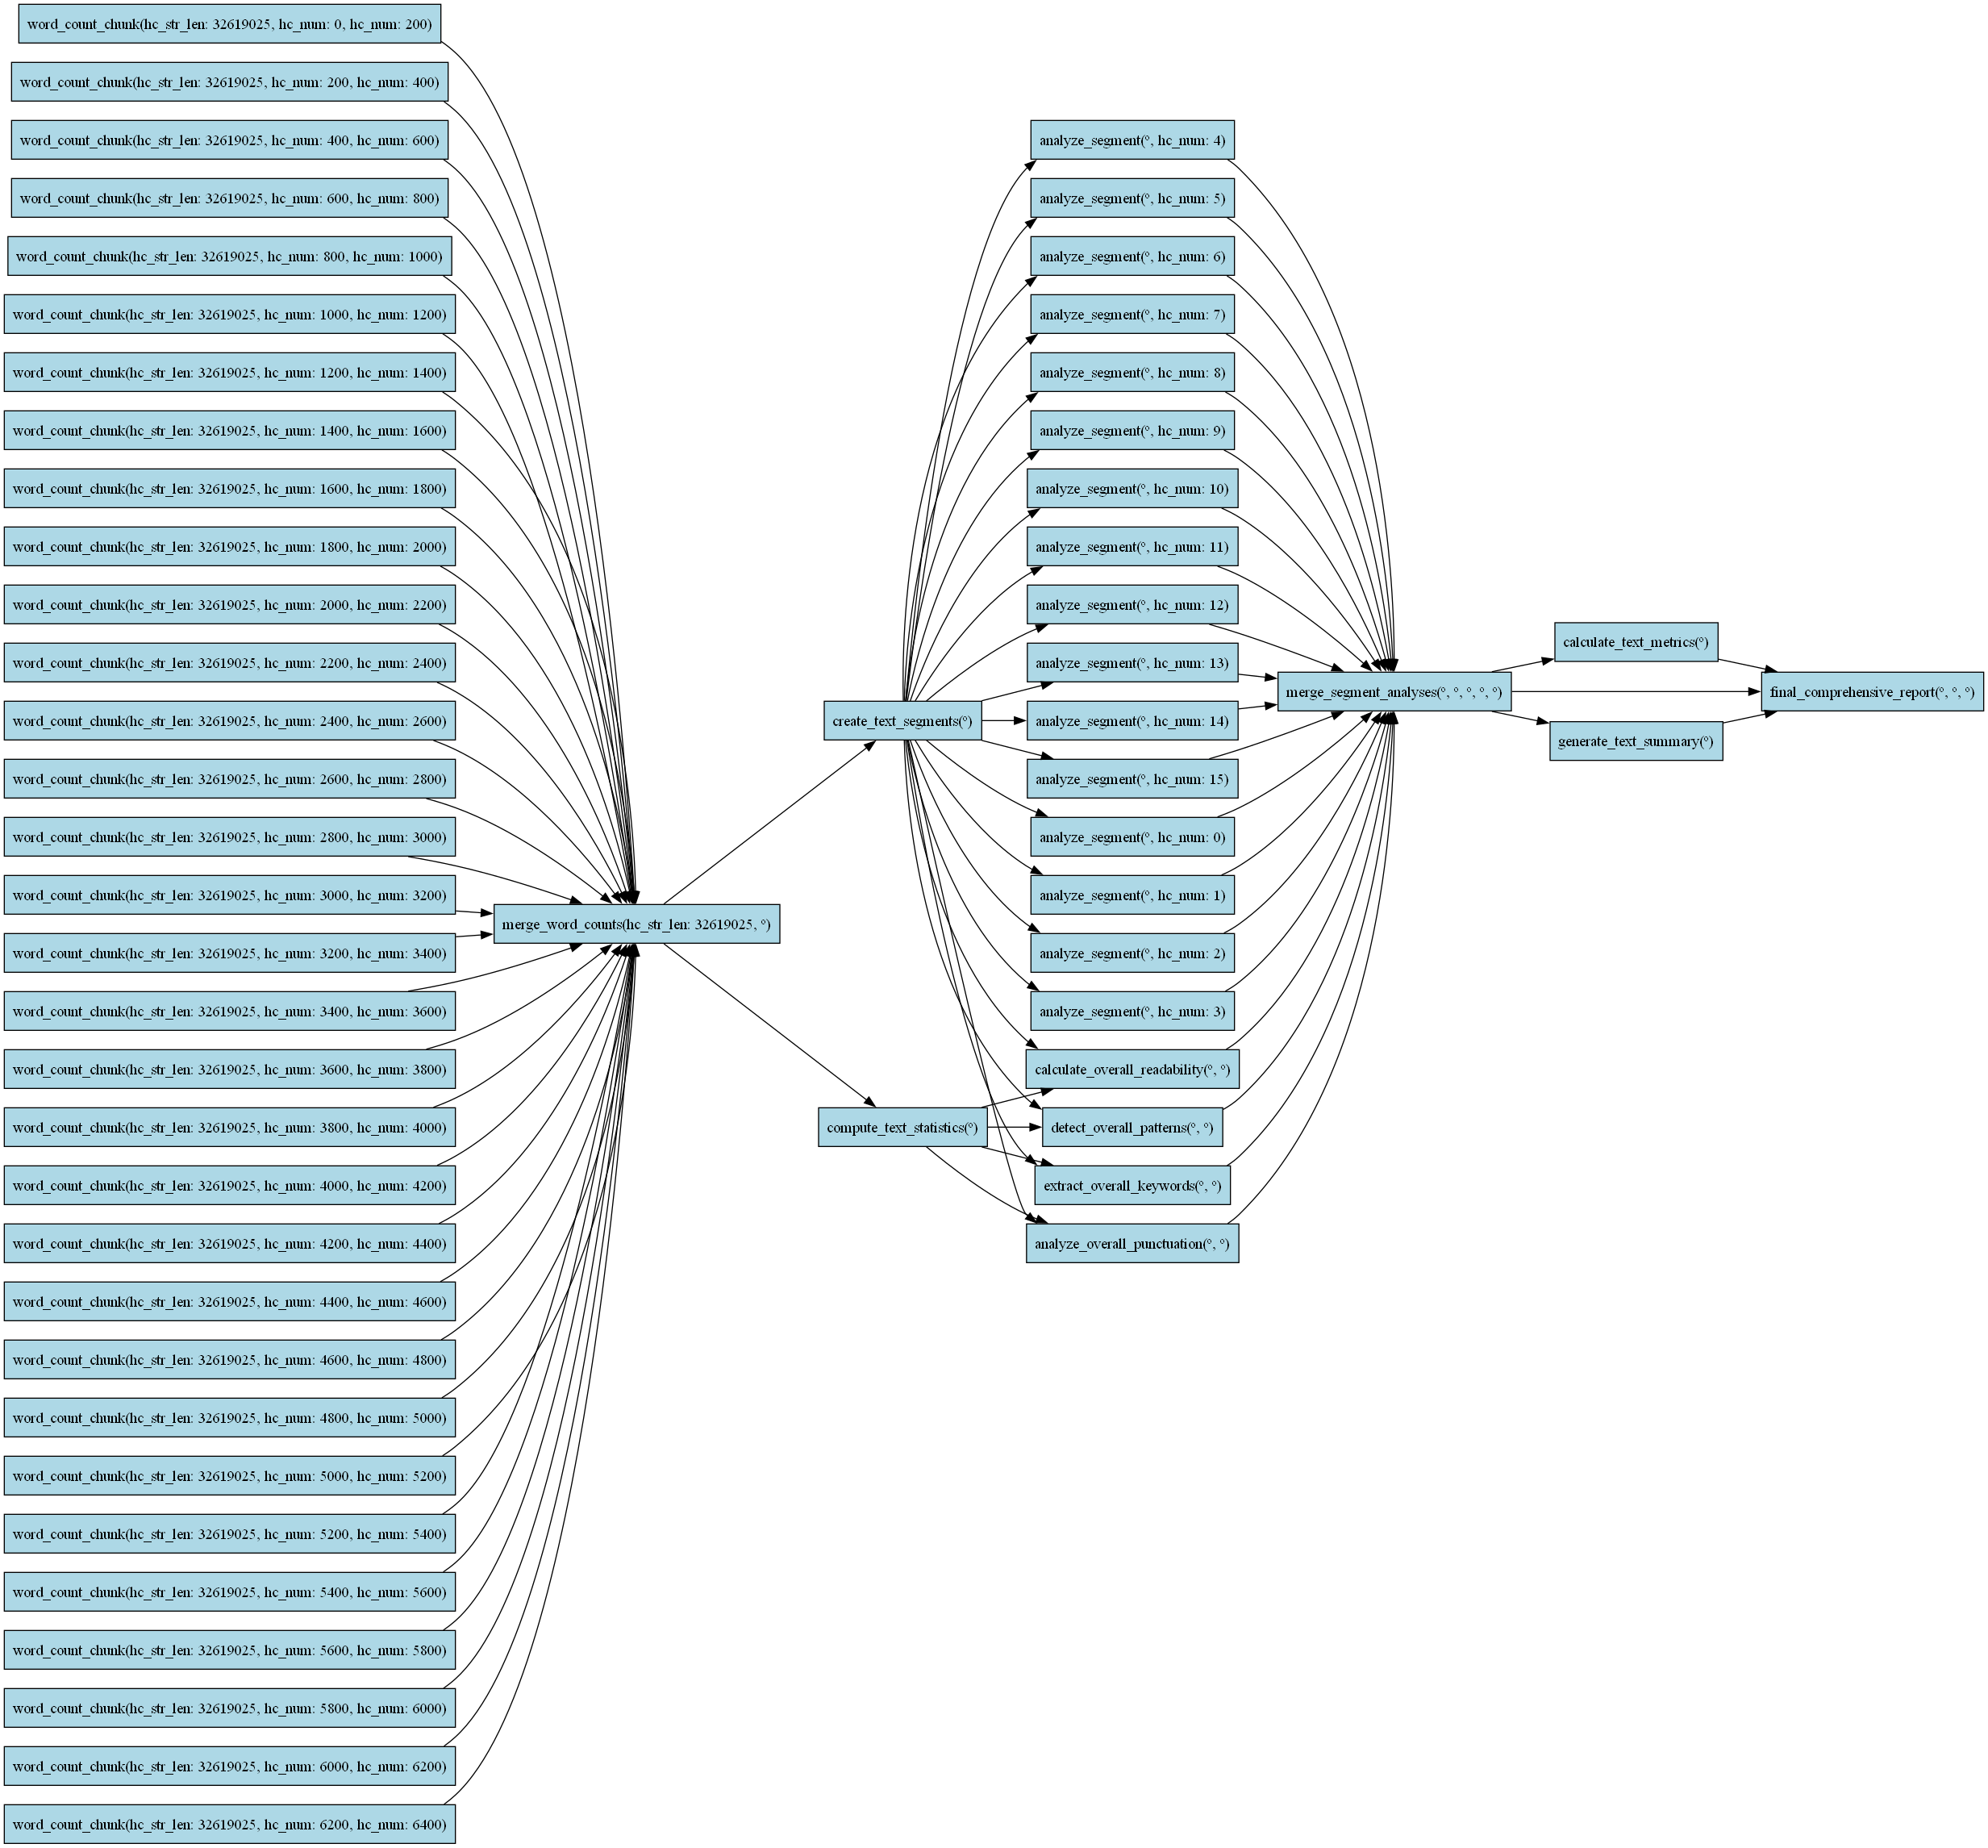 word_count_chunk(hc_str_len: 32619025, hc_num: 0, hc_num: 200)
word_count_chunk(hc_str_len: 32619025, hc_num: 200, hc_num: 400)
word_count_chunk(hc_str_len: 32619025, hc_num: 400, hc_num: 600)
word_count_chunk(hc_str_len: 32619025, hc_num: 600, hc_num: 800)
word_count_chunk(hc_str_len: 32619025, hc_num: 800, hc_num: 1000)
word_count_chunk(hc_str_len: 32619025, hc_num: 1000, hc_num: 1200)
word_count_chunk(hc_str_len: 32619025, hc_num: 1200, hc_num: 1400)
word_count_chunk(hc_str_len: 32619025, hc_num: 1400, hc_num: 1600)
word_count_chunk(hc_str_len: 32619025, hc_num: 1600, hc_num: 1800)
word_count_chunk(hc_str_len: 32619025, hc_num: 1800, hc_num: 2000)
word_count_chunk(hc_str_len: 32619025, hc_num: 2000, hc_num: 2200)
word_count_chunk(hc_str_len: 32619025, hc_num: 2200, hc_num: 2400)
word_count_chunk(hc_str_len: 32619025, hc_num: 2400, hc_num: 2600)
word_count_chunk(hc_str_len: 32619025, hc_num: 2600, hc_num: 2800)
word_count_chunk(hc_str_len: 32619025, hc_num: 2800, hc_num: 3000)
word_count_chunk(hc_str_len: 32619025, hc_num: 3000, hc_num: 3200)
word_count_chunk(hc_str_len: 32619025, hc_num: 3200, hc_num: 3400)
word_count_chunk(hc_str_len: 32619025, hc_num: 3400, hc_num: 3600)
word_count_chunk(hc_str_len: 32619025, hc_num: 3600, hc_num: 3800)
word_count_chunk(hc_str_len: 32619025, hc_num: 3800, hc_num: 4000)
word_count_chunk(hc_str_len: 32619025, hc_num: 4000, hc_num: 4200)
word_count_chunk(hc_str_len: 32619025, hc_num: 4200, hc_num: 4400)
word_count_chunk(hc_str_len: 32619025, hc_num: 4400, hc_num: 4600)
word_count_chunk(hc_str_len: 32619025, hc_num: 4600, hc_num: 4800)
word_count_chunk(hc_str_len: 32619025, hc_num: 4800, hc_num: 5000)
word_count_chunk(hc_str_len: 32619025, hc_num: 5000, hc_num: 5200)
word_count_chunk(hc_str_len: 32619025, hc_num: 5200, hc_num: 5400)
word_count_chunk(hc_str_len: 32619025, hc_num: 5400, hc_num: 5600)
word_count_chunk(hc_str_len: 32619025, hc_num: 5600, hc_num: 5800)
word_count_chunk(hc_str_len: 32619025, hc_num: 5800, hc_num: 6000)
word_count_chunk(hc_str_len: 32619025, hc_num: 6000, hc_num: 6200)
word_count_chunk(hc_str_len: 32619025, hc_num: 6200, hc_num: 6400)
merge_word_counts(hc_str_len: 32619025, °)
create_text_segments(°)
compute_text_statistics(°)
analyze_segment(°, hc_num: 4)
analyze_segment(°, hc_num: 5)
analyze_segment(°, hc_num: 6)
analyze_segment(°, hc_num: 7)
analyze_segment(°, hc_num: 8)
analyze_segment(°, hc_num: 9)
analyze_segment(°, hc_num: 10)
analyze_segment(°, hc_num: 11)
analyze_segment(°, hc_num: 12)
analyze_segment(°, hc_num: 13)
analyze_segment(°, hc_num: 14)
analyze_segment(°, hc_num: 15)
analyze_segment(°, hc_num: 0)
analyze_segment(°, hc_num: 1)
analyze_segment(°, hc_num: 2)
analyze_segment(°, hc_num: 3)
calculate_overall_readability(°, °)
detect_overall_patterns(°, °)
extract_overall_keywords(°, °)
analyze_overall_punctuation(°, °)
merge_segment_analyses(°, °, °, °, °)
calculate_text_metrics(°)
generate_text_summary(°)
final_comprehensive_report(°, °, °)